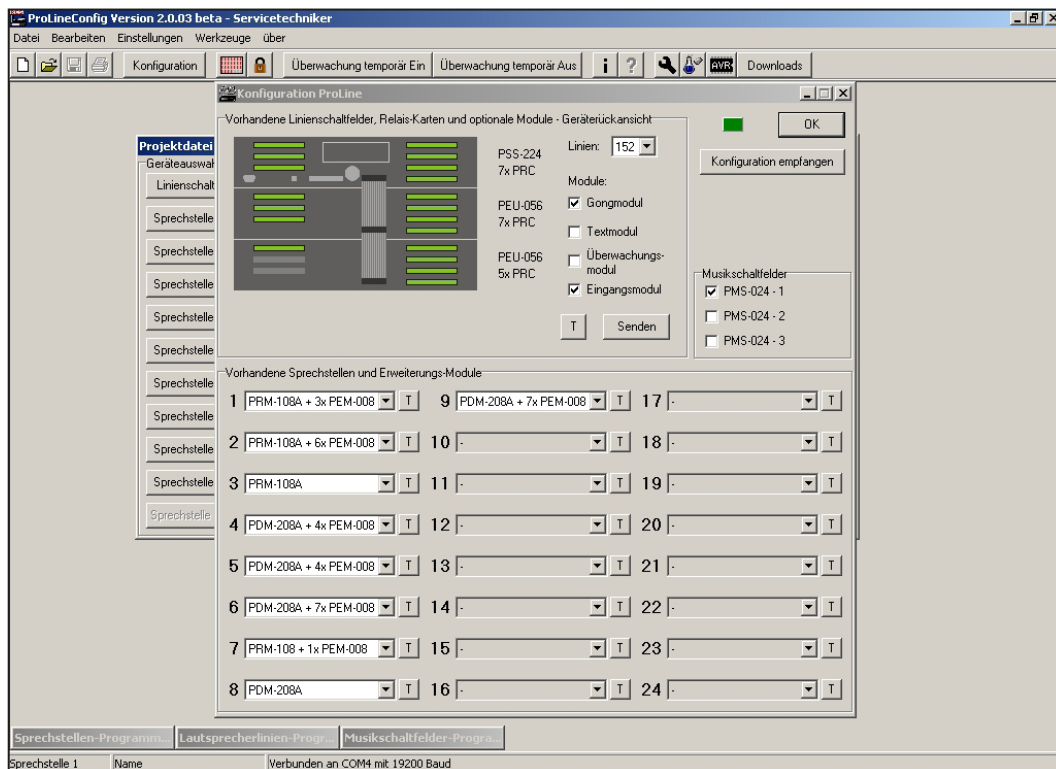 ProLineConfig Version 2.0.03 beta - Servicetechniker
Datei Bearbeiten Einstellungen Werkzeuge über
Konfiguration Überwachung temporär Ein Überwachung temporär Aus i ? AVR Downloads
Konfiguration ProLine
Vorhandene Linienschaltfelder, Relais-Karten und optionale Module - Geräterückansicht
OK
Konfiguration empfangen
PSS-224
7x PRC
PEU-056
7x PRC
PEU-056
5x PRC
Linien: 152
Module:
Gongmodul
Textmodul
Überwachungs-
modul
Eingangsmodul
T Senden
Musikschaltfelder
PMS-024 - 1
PMS-024 - 2
PMS-024 - 3
Projektdatei
Geräteauswahl
Linienschalt
Sprechstelle
Sprechstelle
Sprechstelle
Sprechstelle
Sprechstelle
Sprechstelle
Sprechstelle
Sprechstelle
Sprechstelle
Sprechstelle
Vorhandene Sprechstellen und Erweiterungs-Module
1 PRM-108A + 3x PEM-008 T 9 PDM-208A + 7x PEM-008 T 17 - T
2 PRM-108A + 6x PEM-008 T 10 - T 18 - T
3 PRM-108A T 11 - T 19 - T
4 PDM-208A + 4x PEM-008 T 12 - T 20 - T
5 PDM-208A + 4x PEM-008 T 13 - T 21 - T
6 PDM-208A + 7x PEM-008 T 14 - T 22 - T
7 PRM-108 + 1x PEM-008 T 15 - T 23 - T
8 PDM-208A T 16 - T 24 - T
Sprechstellen-Programm... Lautsprecherlinien-Progr... Musikschaltfelder-Progra...
Sprechstelle 1 Name Verbunden an COM4 mit 19200 Baud